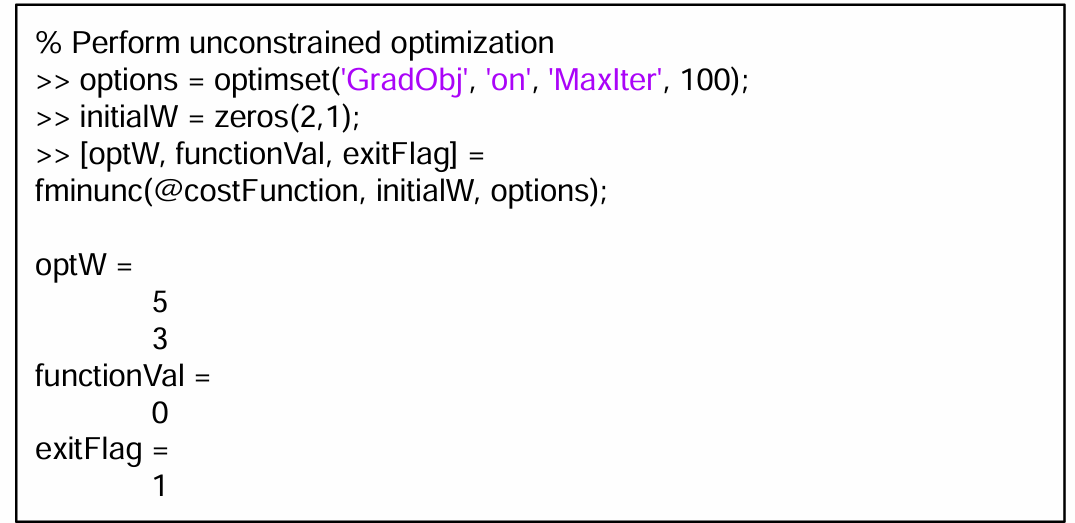 % Perform unconstrained optimization
>> options = optimset('GradObj', 'on', 'MaxIter', 100);
>> initialW = zeros(2,1);
>> [optW, functionVal, exitFlag] =
fminunc(@costFunction, initialW, options);
optW =
5
3
functionVal =
0
exitFlag =
1